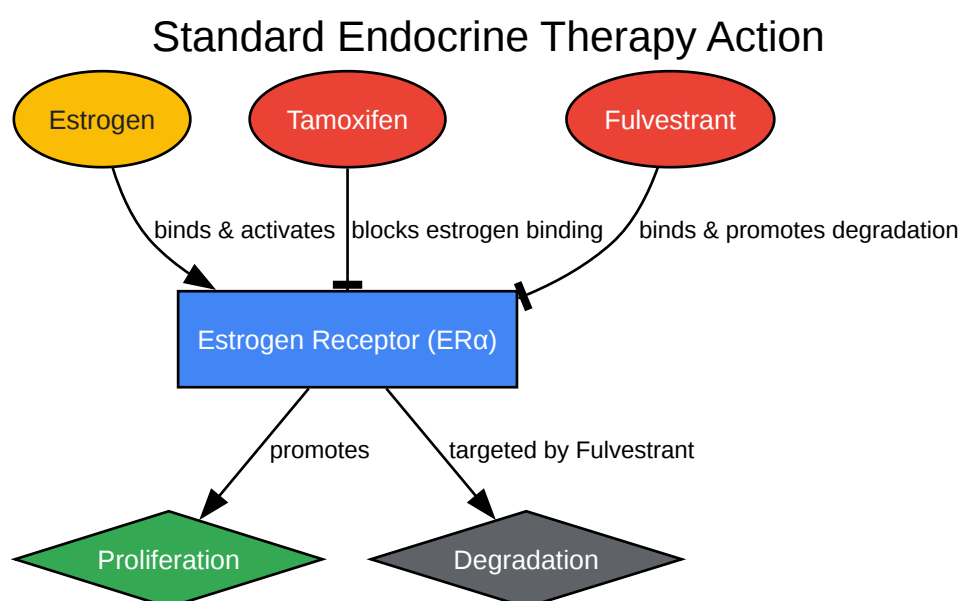 Standard Endocrine Therapy Action
Estrogen
Tamoxifen
Fulvestrant
binds & activates
blocks estrogen binding
binds & promotes degradation
Estrogen Receptor (ERα)
promotes
targeted by Fulvestrant
Proliferation
Degradation